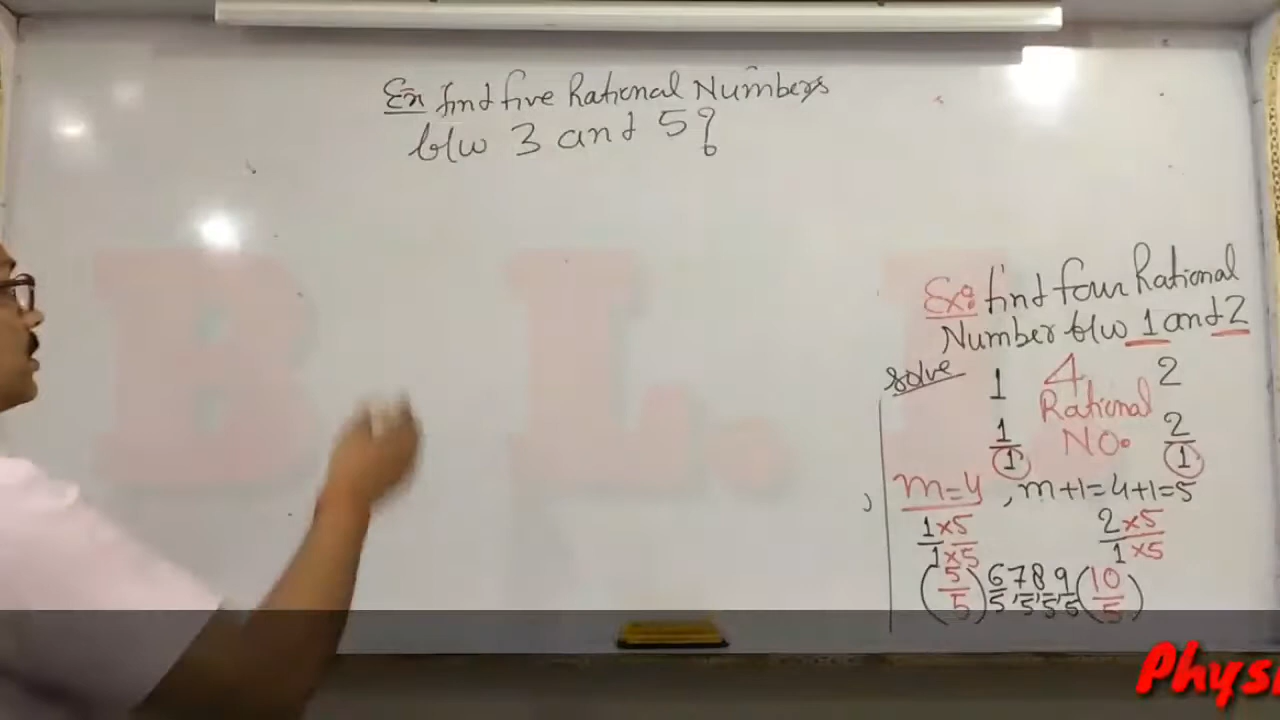 Ex find five Rational Numbers
b/w 3 and 5?
Ex: find four Rational
Number b/w 1 and 2
Solve
1 4 2
Rational
1/1 No. 2/1
m=4, m+1=4+1=5
1×5/1×5 2×5/1×5
(5/5) 6/5, 7/5, 8/5, 9/5 (10/5)
B L.
Physi